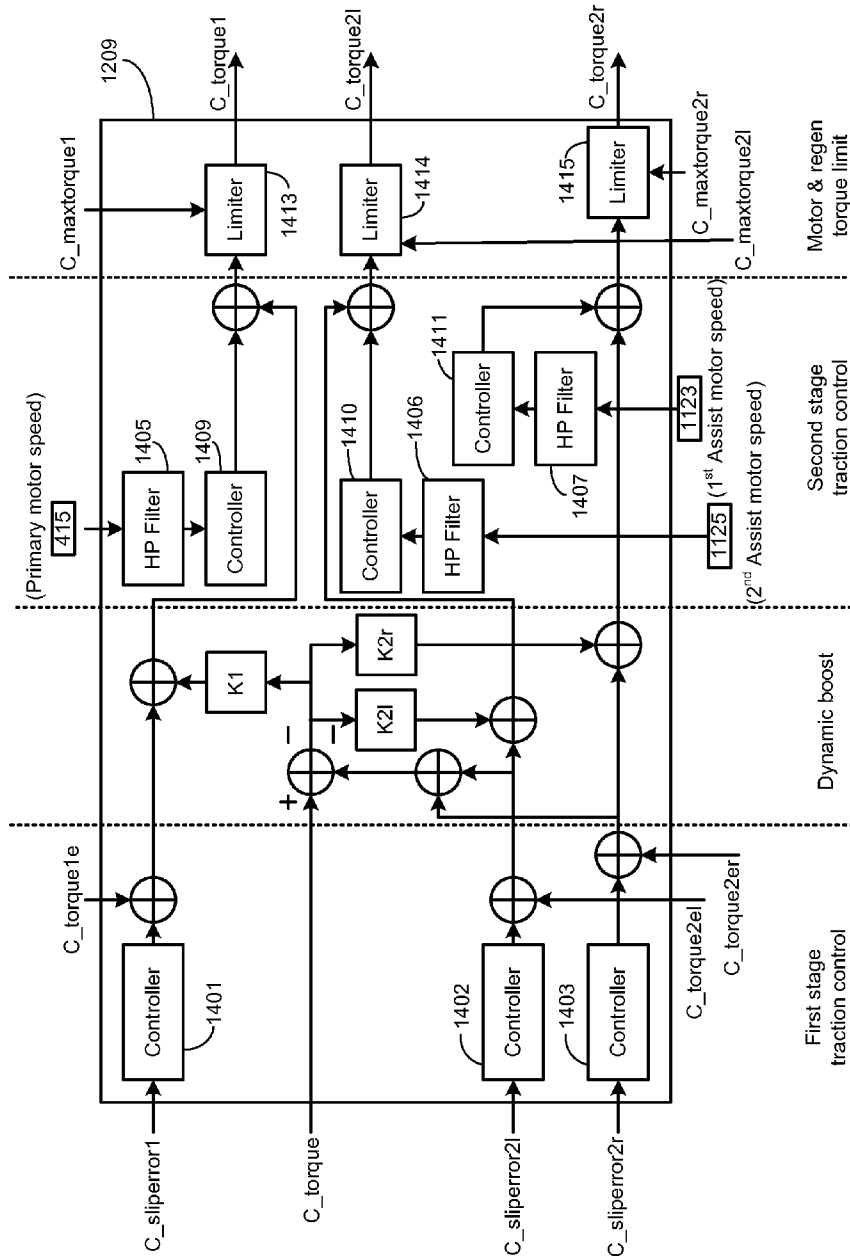 1209
C_sliperror1
Controller
1401
C_torque1e
K1
(Primary motor speed)
415
HP Filter
1405
Controller
1409
C_maxtorque1
Limiter
1413
C_torque1
C_torque
+
−
−
K2l
K2r
C_sliperror2l
Controller
1402
C_torque2el
Controller
1410
HP Filter
1406
1125
(2nd Assist motor speed)
Limiter
1414
C_maxtorque2l
C_torque2l
C_sliperror2r
Controller
1403
C_torque2er
Controller
1411
HP Filter
1407
1123
(1st Assist motor speed)
Limiter
1415
C_maxtorque2r
C_torque2r
First stage
traction control
Dynamic boost
Second stage
traction control
Motor & regen
torque limit